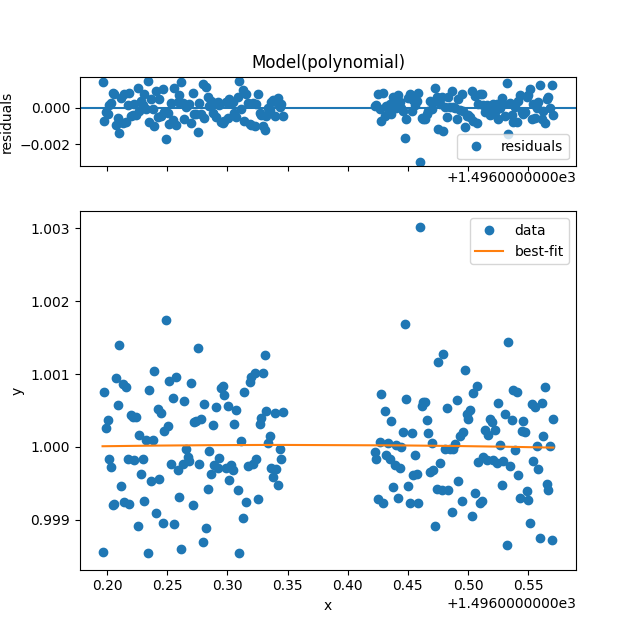 Model(polynomial)
residuals
0.000
−0.002
residuals
+1.4960000000e3
y
1.003
1.002
1.001
1.000
0.999
data
best-fit
0.20 0.25 0.30 0.35 0.40 0.45 0.50 0.55
x
+1.4960000000e3